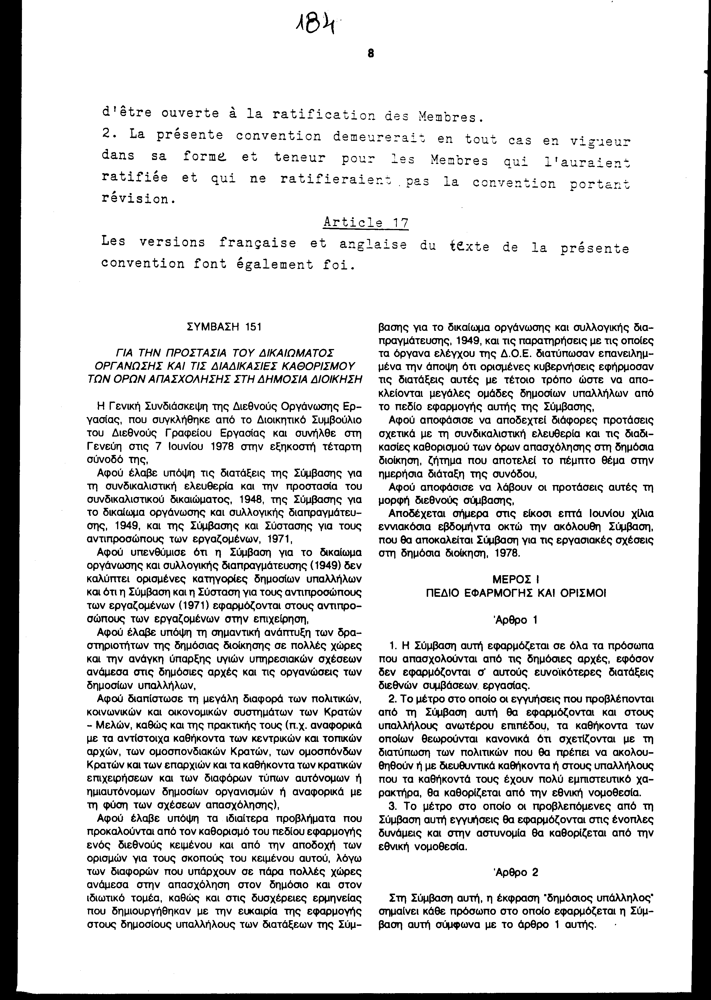 184
8
d'être ouverte à la ratification des Membres.
2. La présente convention demeurerait en tout cas en vigueur
dans sa forme et teneur pour les Membres qui l'auraient
ratifiée et qui ne ratifieraient pas la convention portant
révision.
Article 17
Les versions française et anglaise du texte de la présente
convention font également foi.
ΣΥΜΒΑΣΗ 151
ΓΙΑ ΤΗΝ ΠΡΟΣΤΑΣΙΑ ΤΟΥ ΔΙΚΑΙΩΜΑΤΟΣ
ΟΡΓΑΝΩΣΗΣ ΚΑΙ ΤΙΣ ΔΙΑΔΙΚΑΣΙΕΣ ΚΑΘΟΡΙΣΜΟΥ
ΤΩΝ ΟΡΩΝ ΑΠΑΣΧΟΛΗΣΗΣ ΣΤΗ ΔΗΜΟΣΙΑ ΔΙΟΙΚΗΣΗ
Η Γενική Συνδιάσκεψη της Διεθνούς Οργάνωσης Ερ-
γασίας, που συγκλήθηκε από το Διοικητικό Συμβούλιο
του Διεθνούς Γραφείου Εργασίας και συνήλθε στη
Γενεύη στις 7 Ιουνίου 1978 στην εξηκοστή τέταρτη
σύνοδό της,
Αφού έλαβε υπόψη τις διατάξεις της Σύμβασης για
τη συνδικαλιστική ελευθερία και την προστασία του
συνδικαλιστικού δικαιώματος, 1948, της Σύμβασης για
το δικαίωμα οργάνωσης και συλλογικής διαπραγμάτευ-
σης, 1949, και της Σύμβασης και Σύστασης για τους
αντιπροσώπους των εργαζομένων, 1971,
Αφού υπενθύμισε ότι η Σύμβαση για το δικαίωμα
οργάνωσης και συλλογικής διαπραγμάτευσης (1949) δεν
καλύπτει ορισμένες κατηγορίες δημοσίων υπαλλήλων
και ότι η Σύμβαση και η Σύσταση για τους αντιπροσώπους
των εργαζομένων (1971) εφαρμόζονται στους αντιπρο-
σώπους των εργαζομένων στην επιχείρηση,
Αφού έλαβε υπόψη τη σημαντική ανάπτυξη των δρα-
στηριοτήτων της δημόσιας διοίκησης σε πολλές χώρες
και την ανάγκη ύπαρξης υγιών υπηρεσιακών σχέσεων
ανάμεσα στις δημόσιες αρχές και τις οργανώσεις των
δημοσίων υπαλλήλων,
Αφού διαπίστωσε τη μεγάλη διαφορά των πολιτικών,
κοινωνικών και οικονομικών συστημάτων των Κρατών
- Μελών, καθώς και της πρακτικής τους (π.χ. αναφορικά
με τα αντίστοιχα καθήκοντα των κεντρικών και τοπικών
αρχών, των ομοσπονδιακών Κρατών, των ομοσπόνδων
Κρατών και των επαρχιών και τα καθήκοντα των κρατικών
επιχειρήσεων και των διαφόρων τύπων αυτόνομων ή
ημιαυτόνομων δημοσίων οργανισμών ή αναφορικά με
τη φύση των σχέσεων απασχόλησης),
Αφού έλαβε υπόψη τα ιδιαίτερα προβλήματα που
προκαλούνται από τον καθορισμό του πεδίου εφαρμογής
ενός διεθνούς κειμένου και από την αποδοχή των
ορισμών για τους σκοπούς του κειμένου αυτού, λόγω
των διαφορών που υπάρχουν σε πάρα πολλές χώρες
ανάμεσα στην απασχόληση στον δημόσιο και στον
ιδιωτικό τομέα, καθώς και στις δυσχέρειες ερμηνείας
που δημιουργήθηκαν με την ευκαιρία της εφαρμογής
στους δημοσίους υπαλλήλους των διατάξεων της Σύμ-
βασης για το δικαίωμα οργάνωσης και συλλογικής δια-
πραγμάτευσης, 1949, και τις παρατηρήσεις με τις οποίες
τα όργανα ελέγχου της Δ.Ο.Ε. διατύπωσαν επανειλημ-
μένα την άποψη ότι ορισμένες κυβερνήσεις εφήρμοσαν
τις διατάξεις αυτές με τέτοιο τρόπο ώστε να απο-
κλείονται μεγάλες ομάδες δημοσίων υπαλλήλων από
το πεδίο εφαρμογής αυτής της Σύμβασης,
Αφού αποφάσισε να αποδεχτεί διάφορες προτάσεις
σχετικά με τη συνδικαλιστική ελευθερία και τις διαδι-
κασίες καθορισμού των όρων απασχόλησης στη δημόσια
διοίκηση, ζήτημα που αποτελεί το πέμπτο θέμα στην
ημερήσια διάταξη της συνόδου,
Αφού αποφάσισε να λάβουν οι προτάσεις αυτές τη
μορφή διεθνούς σύμβασης,
Αποδέχεται σήμερα στις είκοσι επτά Ιουνίου χίλια
εννιακόσια εβδομήντα οκτώ την ακόλουθη Σύμβαση,
που θα αποκαλείται Σύμβαση για τις εργασιακές σχέσεις
στη δημόσια διοίκηση, 1978.
ΜΕΡΟΣ Ι
ΠΕΔΙΟ ΕΦΑΡΜΟΓΗΣ ΚΑΙ ΟΡΙΣΜΟΙ
'Αρθρο 1
1. Η Σύμβαση αυτή εφαρμόζεται σε όλα τα πρόσωπα
που απασχολούνται από τις δημόσιες αρχές, εφόσον
δεν εφαρμόζονται σ' αυτούς ευνοϊκότερες διατάξεις
διεθνών συμβάσεων. εργασίας.
2. Το μέτρο στο οποίο οι εγγυήσεις που προβλέπονται
από τη Σύμβαση αυτή θα εφαρμόζονται και στους
υπαλλήλους ανωτέρου επιπέδου, τα καθήκοντα των
οποίων θεωρούνται κανονικά ότι σχετίζονται με τη
διατύπωση των πολιτικών που θα πρέπει να ακολου-
θηθούν ή με διευθυντικά καθήκοντα ή στους υπαλλήλους
που τα καθήκοντά τους έχουν πολύ εμπιστευτικό χα-
ρακτήρα, θα καθορίζεται από την εθνική νομοθεσία.
3. Το μέτρο στο οποίο οι προβλεπόμενες από τη
Σύμβαση αυτή εγγυήσεις θα εφαρμόζονται στις ένοπλες
δυνάμεις και στην αστυνομία θα καθορίζεται από την
εθνική νομοθεσία.
'Αρθρο 2
Στη Σύμβαση αυτή, η έκφραση "δημόσιος υπάλληλος"
σημαίνει κάθε πρόσωπο στο οποίο εφαρμόζεται η Σύμ-
βαση αυτή σύμφωνα με το άρθρο 1 αυτής.